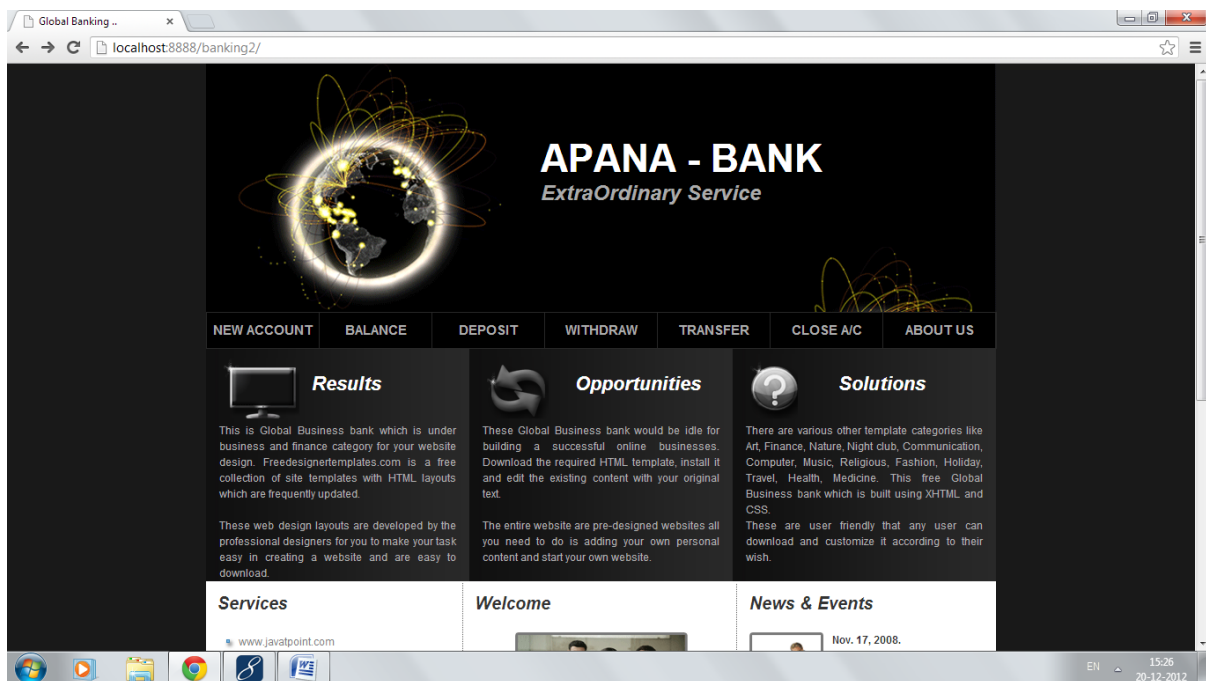 Global Banking ..
localhost:8888/banking2/
APANA - BANK
ExtraOrdinary Service
NEW ACCOUNT BALANCE DEPOSIT WITHDRAW TRANSFER CLOSE A/C ABOUT US
Results
This is Global Business bank which is under
business and finance category for your website
design. Freedesignertemplates.com is a free
collection of site templates with HTML layouts
which are frequently updated.
These web design layouts are developed by the
professional designers for you to make your task
easy in creating a website and are easy to
download.
Opportunities
These Global Business bank would be idle for
building a successful online businesses.
Download the required HTML template, install it
and edit the existing content with your original
text.
The entire website are pre-designed websites all
you need to do is adding your own personal
content and start your own website.
Solutions
There are various other template categories like
Art, Finance, Nature, Night club, Communication,
Computer, Music, Religious, Fashion, Holiday,
Travel, Health, Medicine. This free Global
Business bank which is built using XHTML and
CSS.
These are user friendly that any user can
download and customize it according to their
wish.
Services
www.javatpoint.com
Welcome
News & Events
Nov. 17, 2008.
EN
15:26
20-12-2012